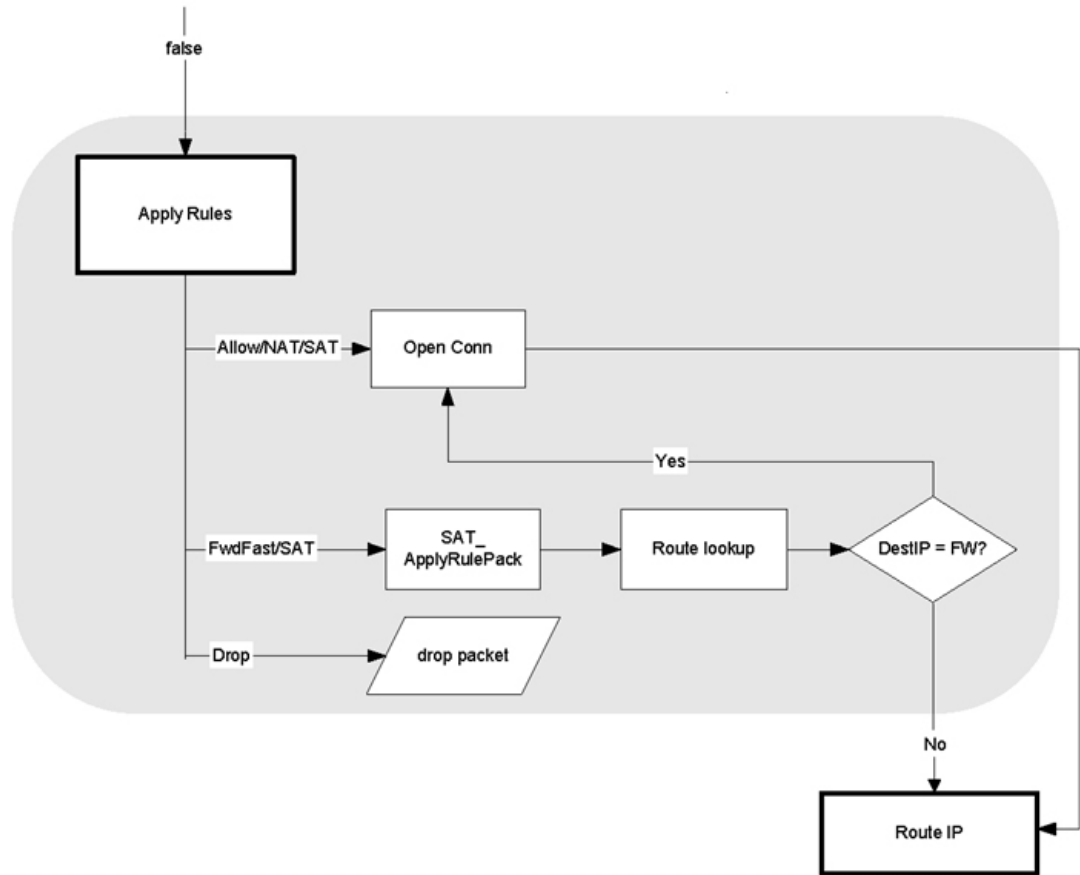 false
Apply Rules
Allow/NAT/SAT
Open Conn
Yes
FwdFast/SAT
SAT_
ApplyRulePack
Route lookup
DestIP = FW?
Drop
drop packet
No
Route IP